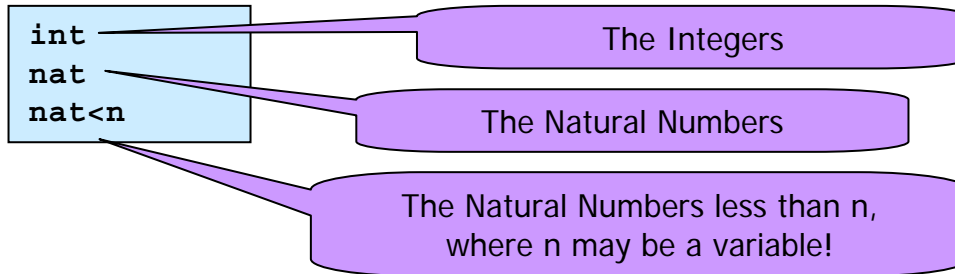 int
nat
nat<n
The Integers
The Natural Numbers
The Natural Numbers less than n,
where n may be a variable!